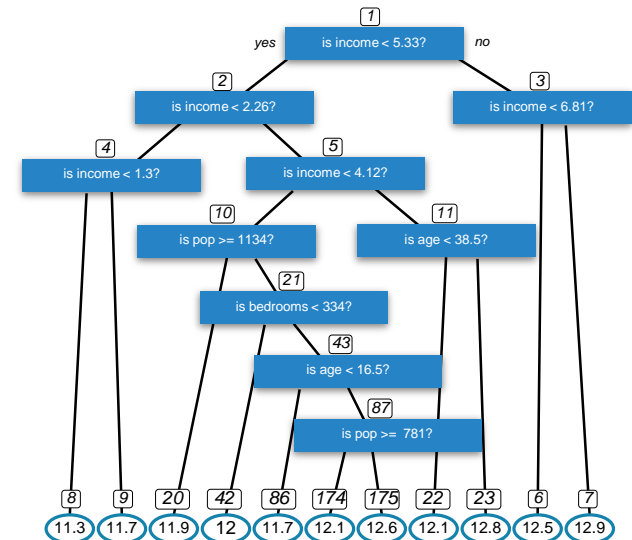 1
yes is income < 5.33? no
2 3
is income < 2.26? is income < 6.81?
4 5
is income < 1.3? is income < 4.12?
10 11
is pop >= 1134? is age < 38.5?
21
is bedrooms < 334?
43
is age < 16.5?
87
is pop >= 781?
8 9 20 42 86 174 175 22 23 6 7
11.3 11.7 11.9 12 11.7 12.1 12.6 12.1 12.8 12.5 12.9